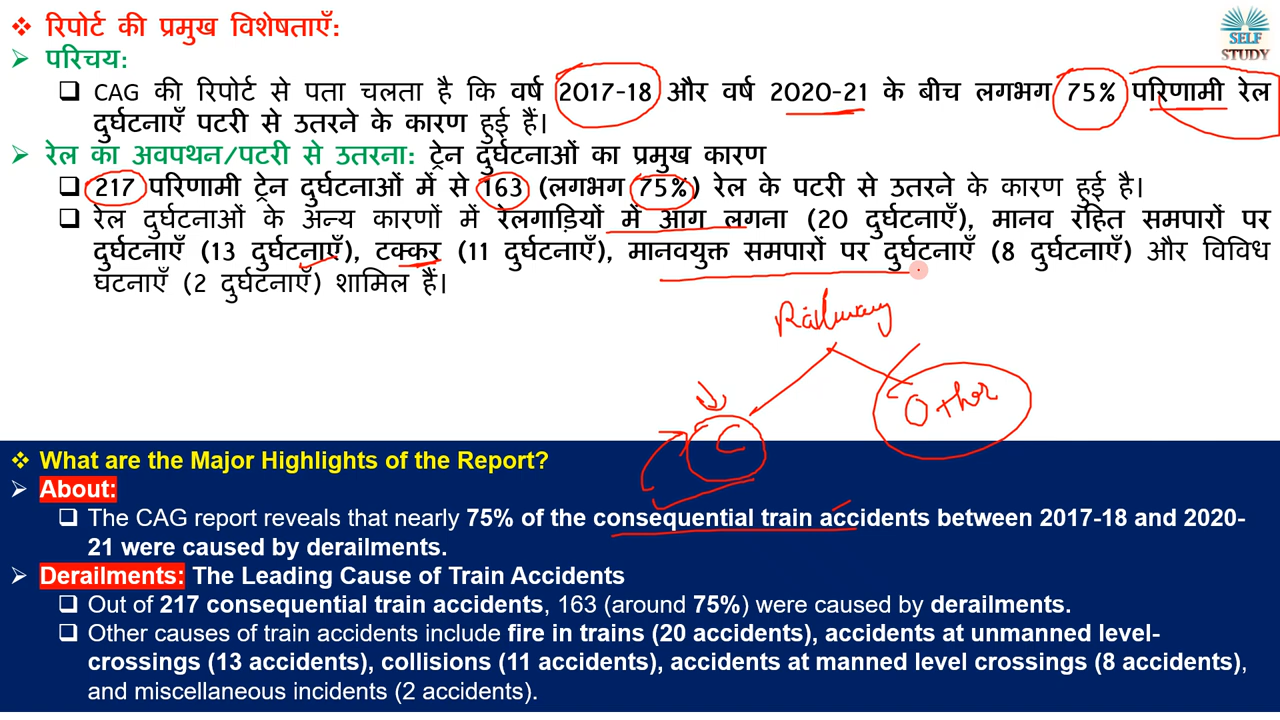 ❖ रिपोर्ट की प्रमुख विशेषताएँ:
SELF
STUDY
➢ परिचय:
❑ CAG की रिपोर्ट से पता चलता है कि वर्ष 2017-18 और वर्ष 2020-21 के बीच लगभग 75% परिणामी रेल
दुर्घटनाएँ पटरी से उतरने के कारण हुई हैं।
➢ रेल का अवपथन/पटरी से उतरना: ट्रेन दुर्घटनाओं का प्रमुख कारण
❑ 217 परिणामी ट्रेन दुर्घटनाओं में से 163 (लगभग 75%) रेल के पटरी से उतरने के कारण हुई है।
❑ रेल दुर्घटनाओं के अन्य कारणों में रेलगाड़ियों में आग लगना (20 दुर्घटनाएँ), मानव रहित समपारों पर
दुर्घटनाएँ (13 दुर्घटनाएँ), टक्कर (11 दुर्घटनाएँ), मानवयुक्त समपारों पर दुर्घटनाएँ (8 दुर्घटनाएँ) और विविध
घटनाएँ (2 दुर्घटनाएँ) शामिल हैं।
Railway
C Other
❖ What are the Major Highlights of the Report?
➢ About:
❑ The CAG report reveals that nearly 75% of the consequential train accidents between 2017-18 and 2020-
21 were caused by derailments.
➢ Derailments: The Leading Cause of Train Accidents
❑ Out of 217 consequential train accidents, 163 (around 75%) were caused by derailments.
❑ Other causes of train accidents include fire in trains (20 accidents), accidents at unmanned level-
crossings (13 accidents), collisions (11 accidents), accidents at manned level crossings (8 accidents),
and miscellaneous incidents (2 accidents).